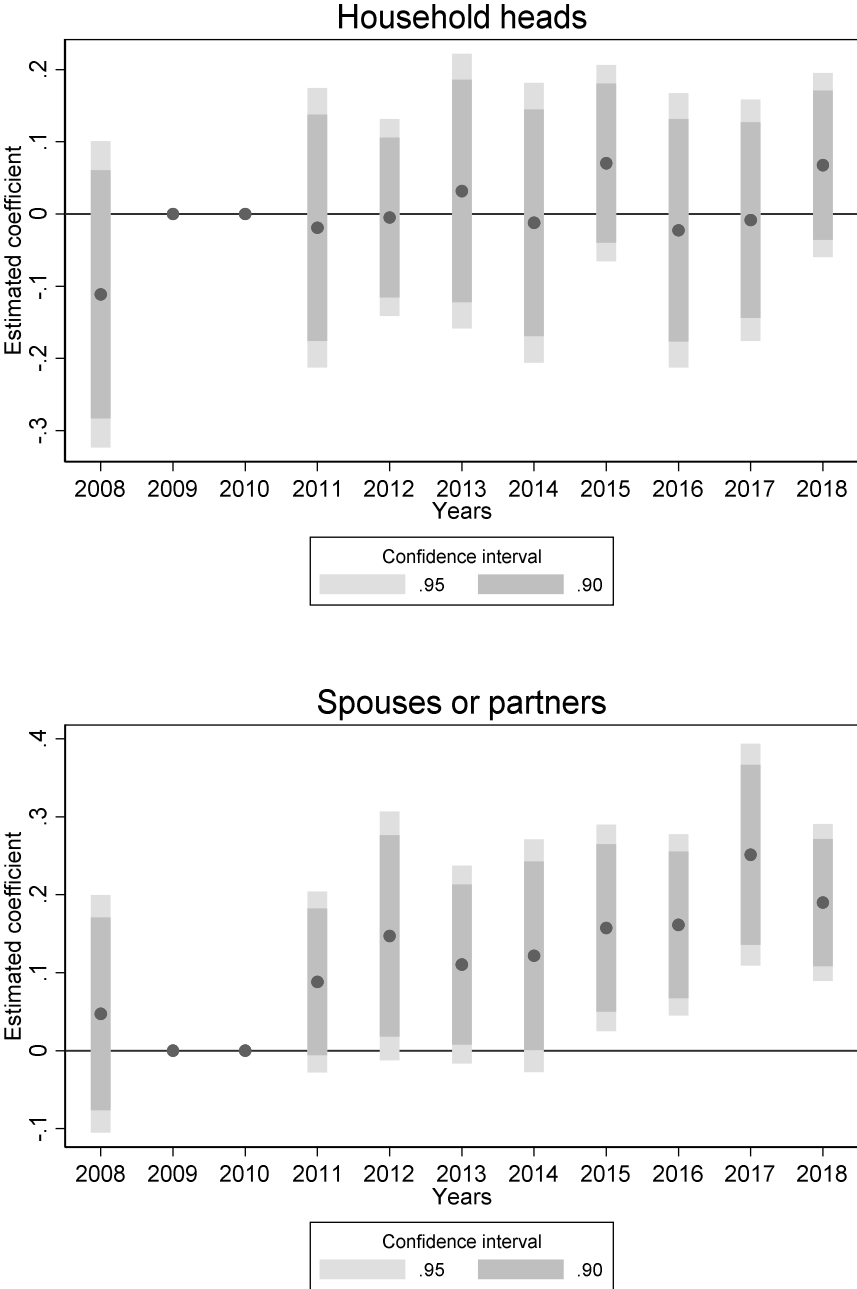 Household heads
Estimated coefficient
.2
.1
0
-.1
-.2
-.3
2008 2009 2010 2011 2012 2013 2014 2015 2016 2017 2018
Years
Confidence interval
.95 .90
Spouses or partners
Estimated coefficient
.4
.3
.2
.1
0
-.1
2008 2009 2010 2011 2012 2013 2014 2015 2016 2017 2018
Years
Confidence interval
.95 .90